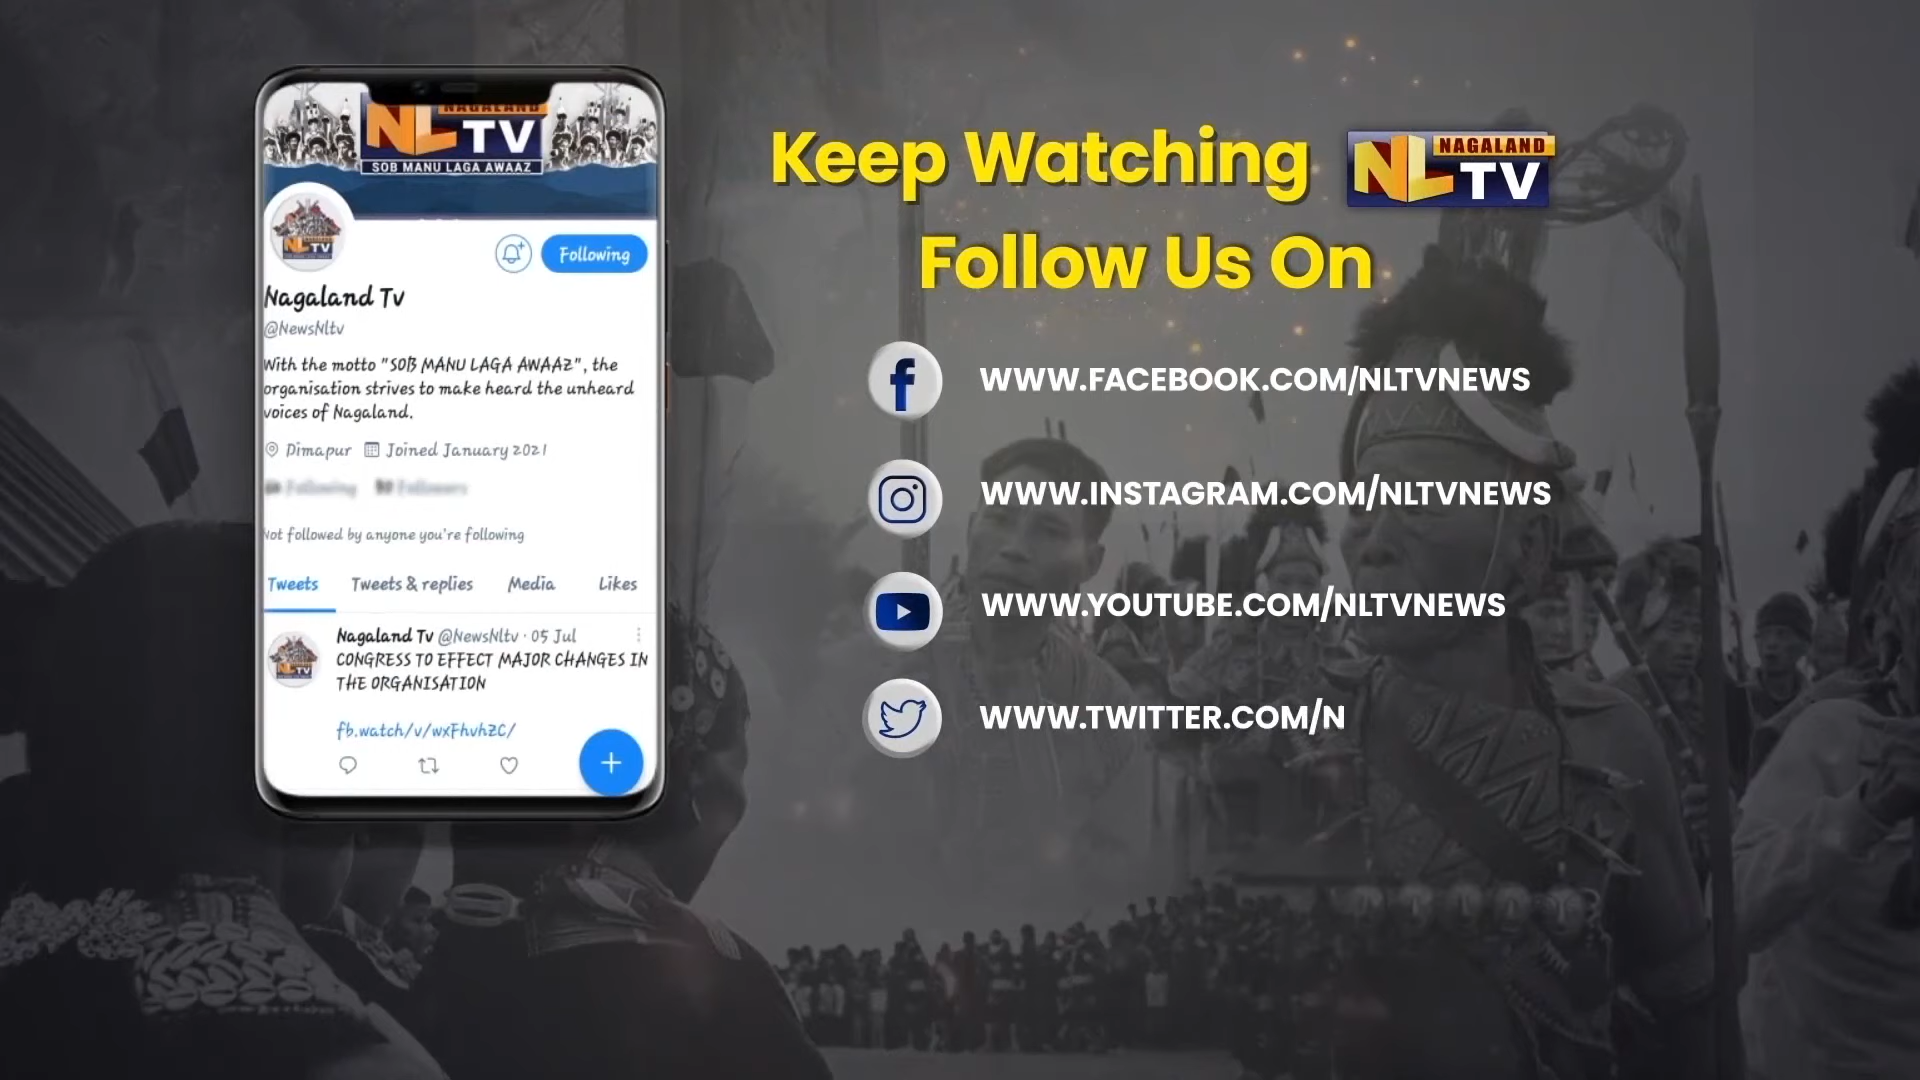 NAGALAND
NL TV
SOB MANU LAGA AWAAZ
NL TV
Following
Nagaland Tv
@NewsNltv
With the motto "SOB MANU LAGA AWAAZ", the
organisation strives to make heard the unheard
voices of Nagaland.
Dimapur Joined January 2021
Following Followers
Not followed by anyone you're following
Tweets Tweets & replies Media Likes
Nagaland Tv @NewsNltv · 05 Jul
CONGRESS TO EFFECT MAJOR CHANGES IN
THE ORGANISATION
fb.watch/v/wxFhvhZC/
NL TV
Keep Watching
NAGALAND
NL TV
Follow Us On
WWW.FACEBOOK.COM/NLTVNEWS
WWW.INSTAGRAM.COM/NLTVNEWS
WWW.YOUTUBE.COM/NLTVNEWS
WWW.TWITTER.COM/N